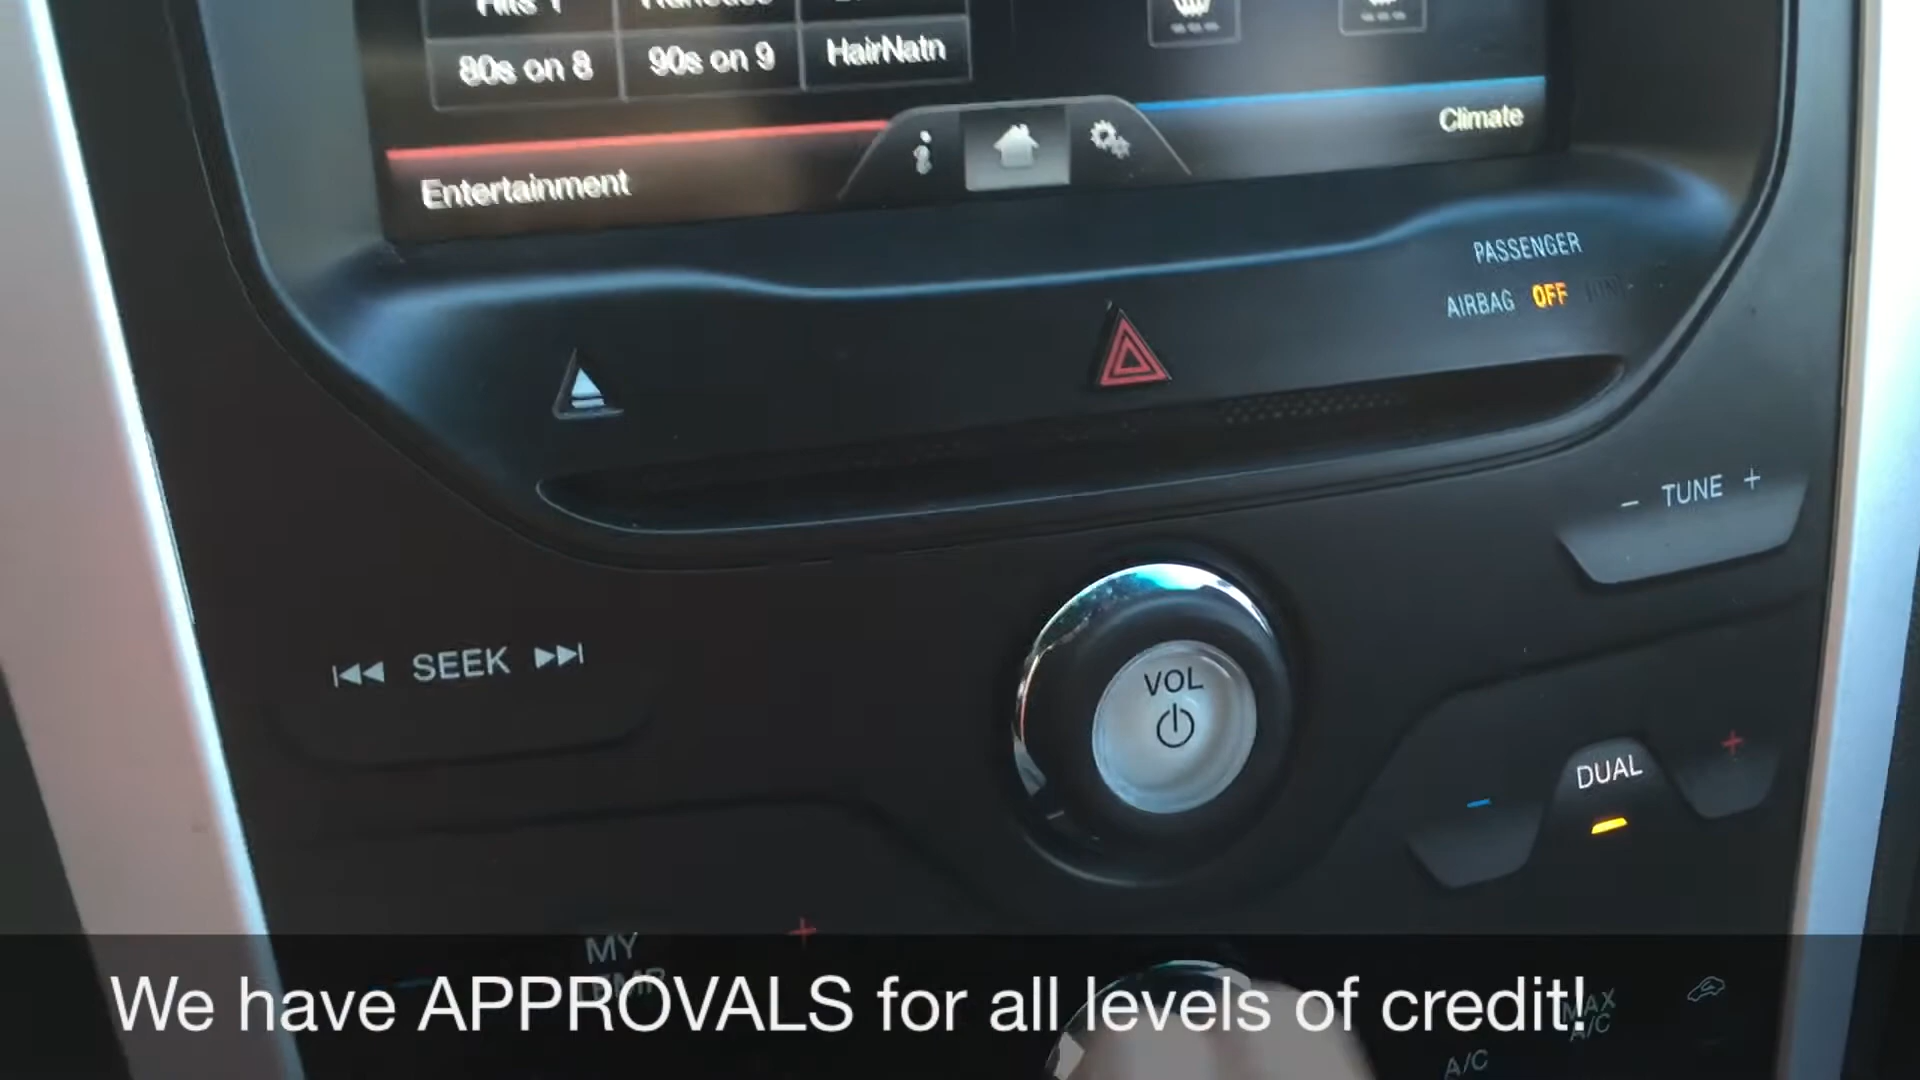 80s on 8 90s on 9 HairNatn
Climate
Entertainment
PASSENGER
AIRBAG OFF
− TUNE +
SEEK
VOL
DUAL
MY
We have APPROVALS for all levels of credit!
MAX
A/C
A/C